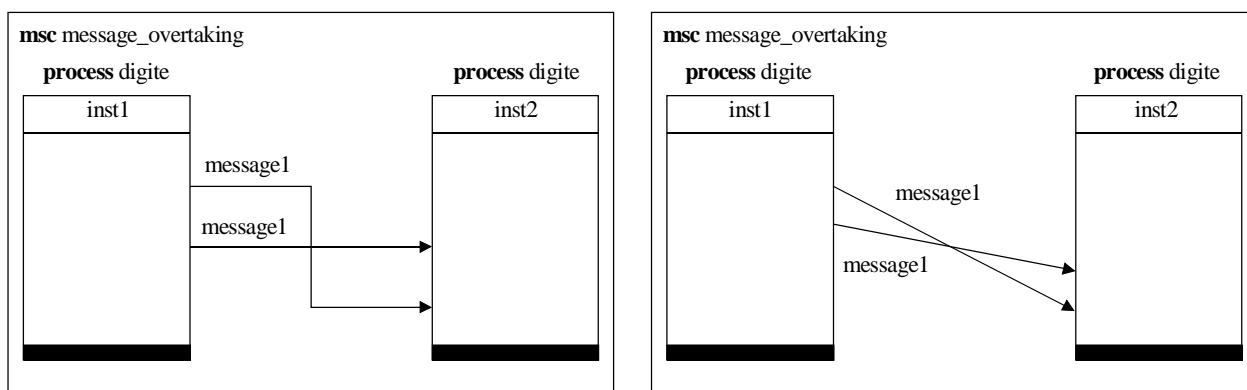 msc message_overtaking
process digite
process digite
inst1
inst2
message1
message1
msc message_overtaking
process digite
process digite
inst1
inst2
message1
message1